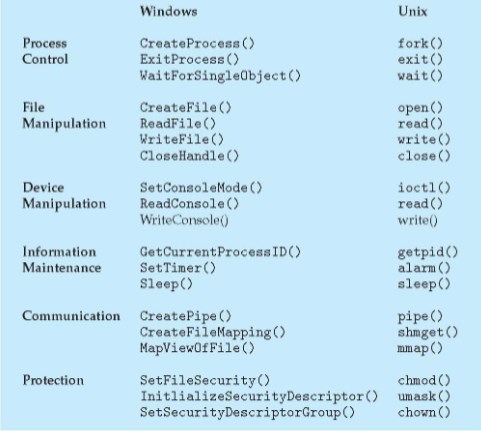 Windows Unix
Process CreateProcess() fork()
Control ExitProcess() exit()
WaitForSingleObject() wait()
File CreateFile() open()
Manipulation ReadFile() read()
WriteFile() write()
CloseHandle() close()
Device SetConsoleMode() ioctl()
Manipulation ReadConsole() read()
WriteConsole() write()
Information GetCurrentProcessID() getpid()
Maintenance SetTimer() alarm()
Sleep() sleep()
Communication CreatePipe() pipe()
CreateFileMapping() shmget()
MapViewOfFile() mmap()
Protection SetFileSecurity() chmod()
InitlializeSecurityDescriptor() umask()
SetSecurityDescriptorGroup() chown()